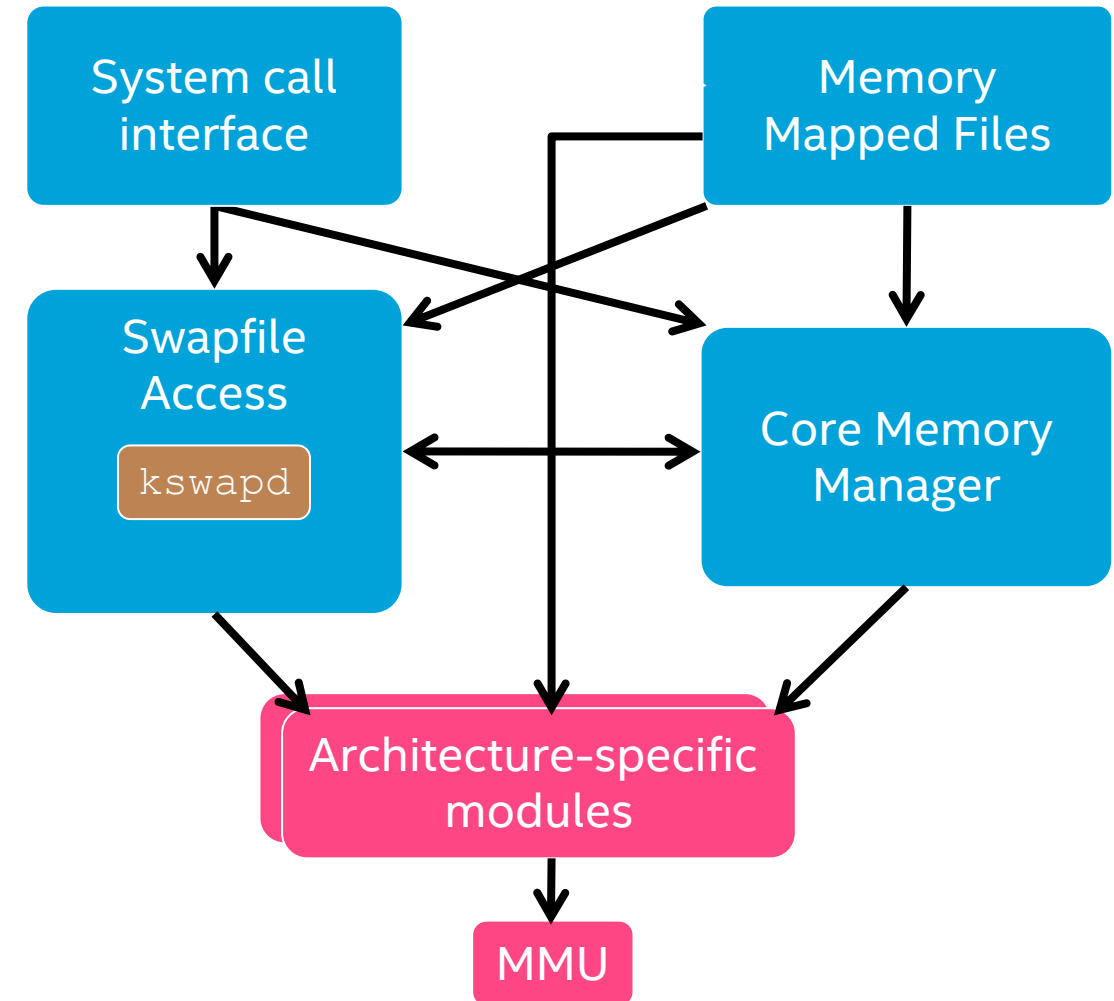 System call
interface
Memory
Mapped Files
Swapfile
Access
kswapd
Core Memory
Manager
Architecture-specific
modules
MMU